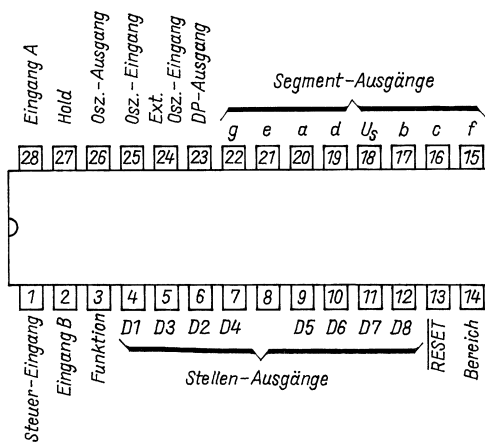 Eingang A
Hold
Osz.-Ausgang
Osz.-Eingang
Ext.
Osz.-Eingang
DP-Ausgang
Segment-Ausgänge
g e a d Us b c f
28 27 26 25 24 23 22 21 20 19 18 17 16 15
1 2 3 4 5 6 7 8 9 10 11 12 13 14
Steuer-Eingang
Eingang B
Funktion
D1 D3 D2 D4 D5 D6 D7 D8
RESET
Bereich
Stellen-Ausgänge